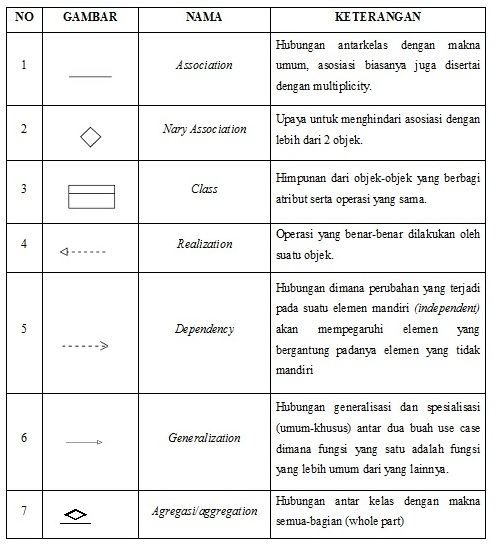 NO GAMBAR NAMA KETERANGAN
1
Association
Hubungan antarkelas dengan makna
umum, asosiasi biasanya juga disertai
dengan multiplicity.
2
Nary Association
Upaya untuk menghindari asosiasi dengan
lebih dari 2 objek.
3
Class
Himpunan dari objek-objek yang berbagi
atribut serta operasi yang sama.
4
Realization
Operasi yang benar-benar dilakukan oleh
suatu objek.
5
Dependency
Hubungan dimana perubahan yang terjadi
pada suatu elemen mandiri (independent)
akan mempegaruhi elemen yang
bergantung padanya elemen yang tidak
mandiri
6
Generalization
Hubungan generalisasi dan spesialisasi
(umum-khusus) antar dua buah use case
dimana fungsi yang satu adalah fungsi
yang lebih umum dari yang lainnya.
7
Agregasi/aggregation
Hubungan antar kelas dengan makna
semua-bagian (whole part)